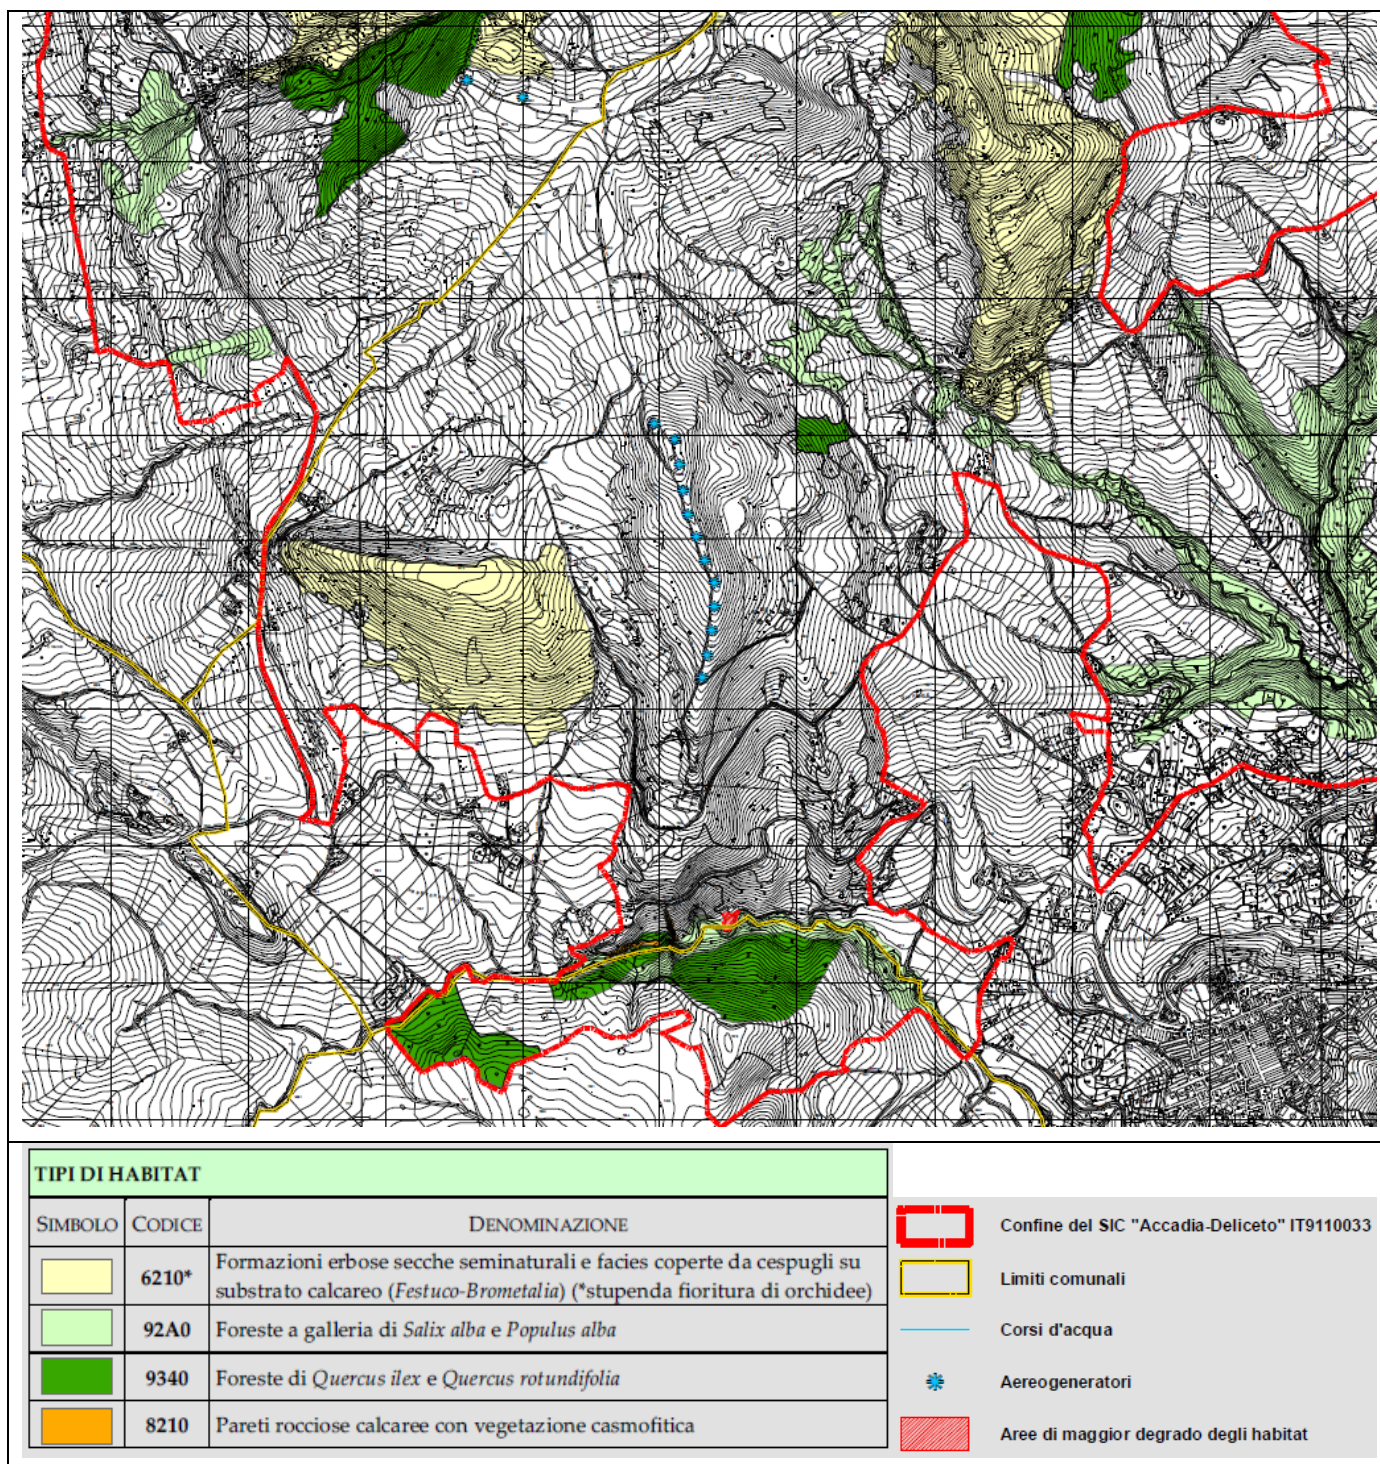 TIPI DI HABITAT
SIMBOLO CODICE DENOMINAZIONE
6210* Formazioni erbose secche seminaturali e facies coperte da cespugli su
substrato calcareo (Festuco-Brometalia) (*stupenda fioritura di orchidee)
92A0 Foreste a galleria di Salix alba e Populus alba
9340 Foreste di Quercus ilex e Quercus rotundifolia
8210 Pareti rocciose calcaree con vegetazione casmofitica
Confine del SIC "Accadia-Deliceto" IT9110033
Limiti comunali
Corsi d'acqua
Aereogeneratori
Aree di maggior degrado degli habitat